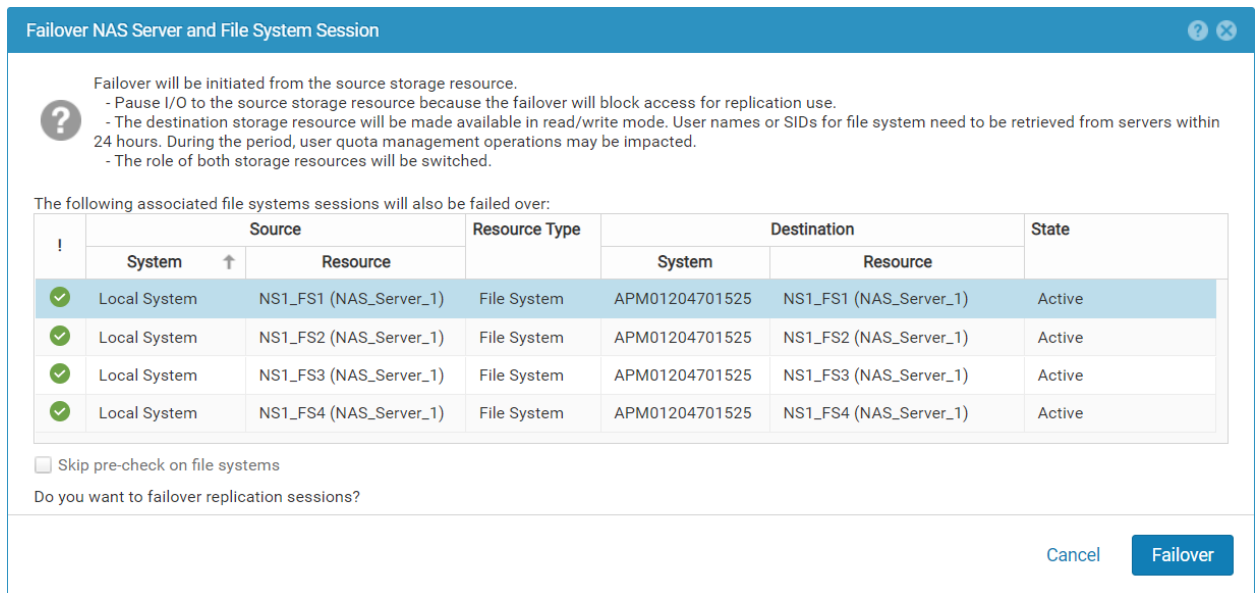 Failover NAS Server and File System Session
Failover will be initiated from the source storage resource.
- Pause I/O to the source storage resource because the failover will block access for replication use.
- The destination storage resource will be made available in read/write mode. User names or SIDs for file system need to be retrieved from servers within
24 hours. During the period, user quota management operations may be impacted.
- The role of both storage resources will be switched.
The following associated file systems sessions will also be failed over:
! Source Resource Type Destination State
System Resource System Resource
Local System NS1_FS1 (NAS_Server_1) File System APM01204701525 NS1_FS1 (NAS_Server_1) Active
Local System NS1_FS2 (NAS_Server_1) File System APM01204701525 NS1_FS2 (NAS_Server_1) Active
Local System NS1_FS3 (NAS_Server_1) File System APM01204701525 NS1_FS3 (NAS_Server_1) Active
Local System NS1_FS4 (NAS_Server_1) File System APM01204701525 NS1_FS4 (NAS_Server_1) Active
Skip pre-check on file systems
Do you want to failover replication sessions?
Cancel Failover